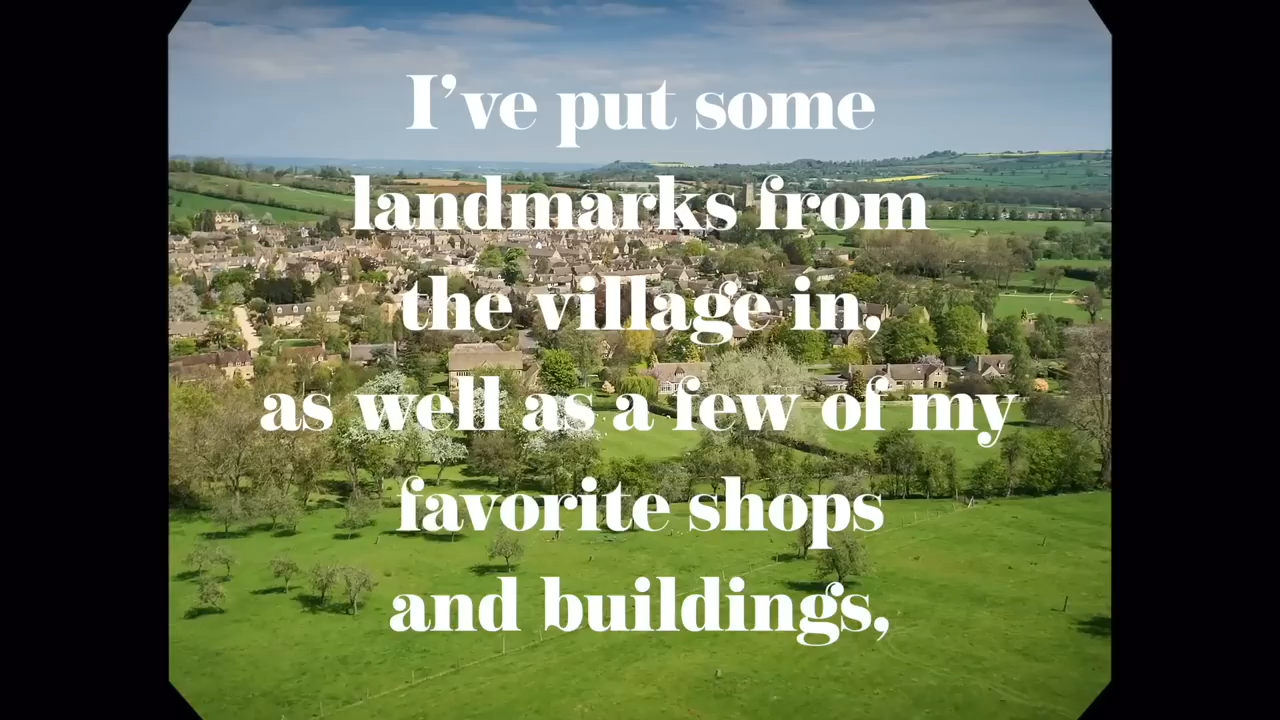 I’ve put some
landmarks from
the village in,
as well as a few of my
favorite shops
and buildings,